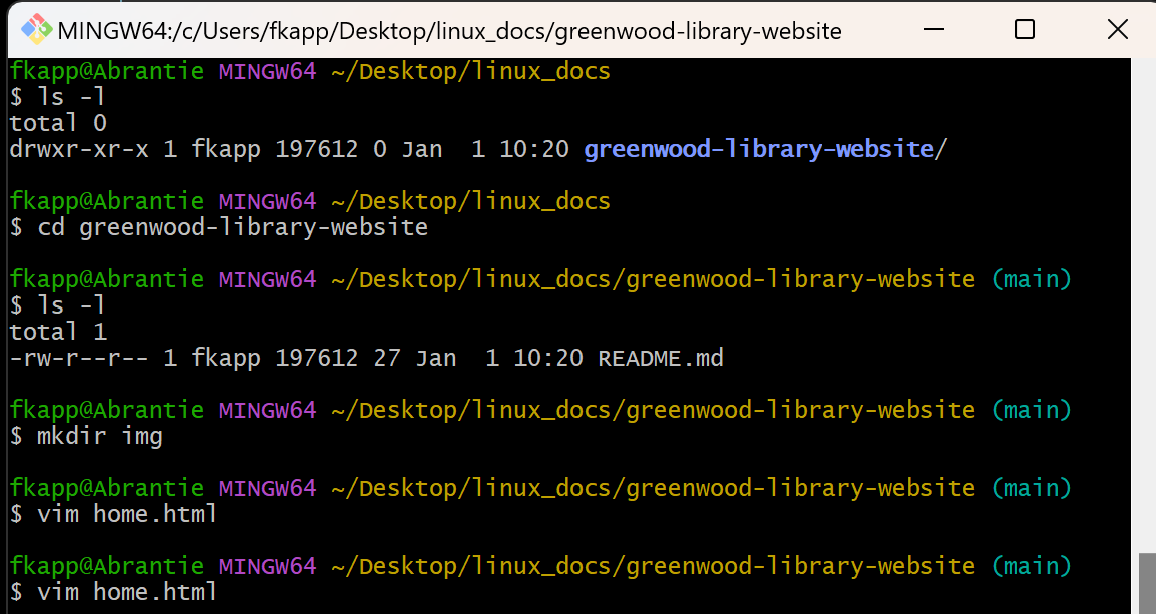 MINGW64:/c/Users/fkapp/Desktop/linux_docs/greenwood-library-website
fkapp@Abrantie MINGW64 ~/Desktop/linux_docs
$ ls -l
total 0
drwxr-xr-x 1 fkapp 197612 0 Jan  1 10:20 greenwood-library-website/
fkapp@Abrantie MINGW64 ~/Desktop/linux_docs
$ cd greenwood-library-website
fkapp@Abrantie MINGW64 ~/Desktop/linux_docs/greenwood-library-website (main)
$ ls -l
total 1
-rw-r--r-- 1 fkapp 197612 27 Jan  1 10:20 README.md
fkapp@Abrantie MINGW64 ~/Desktop/linux_docs/greenwood-library-website (main)
$ mkdir img
fkapp@Abrantie MINGW64 ~/Desktop/linux_docs/greenwood-library-website (main)
$ vim home.html
fkapp@Abrantie MINGW64 ~/Desktop/linux_docs/greenwood-library-website (main)
$ vim home.html